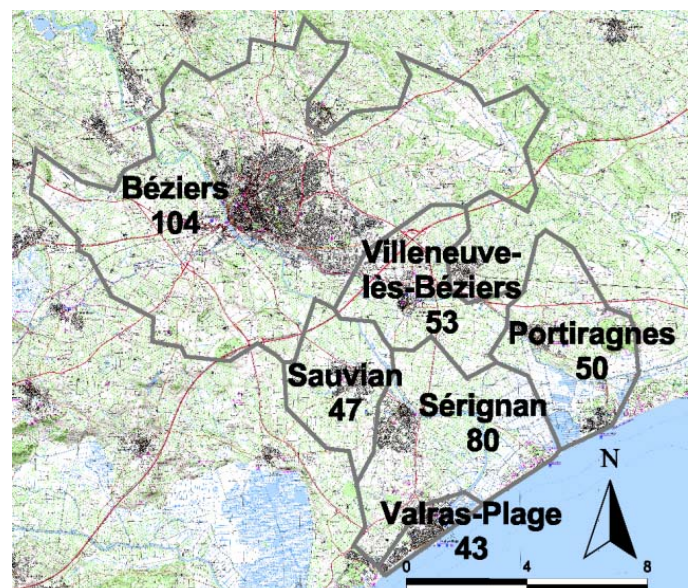 Béziers
104
Villeneuve-
lès-Béziers
53
Portiragnes
50
Sauvian
47
Sérignan
80
N
Valras-Plage
43
0 4 8